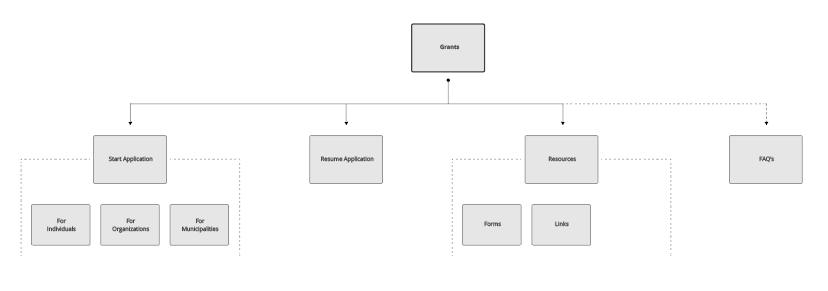 Grants
Start Application
Resume Application
Resources
FAQ's
For
Individuals
For
Organizations
For
Municipalities
Forms
Links